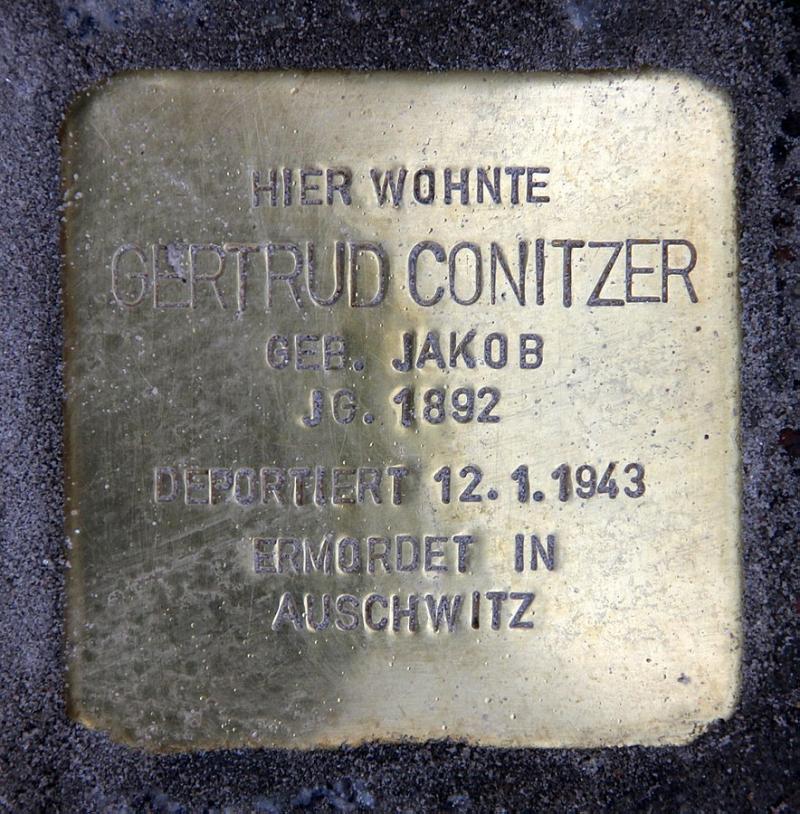 HIER WOHNTE
GERTRUD CONITZER
GEB. JAKOB
JG. 1892
DEPORTIERT 12.1.1943
ERMORDET IN
AUSCHWITZ